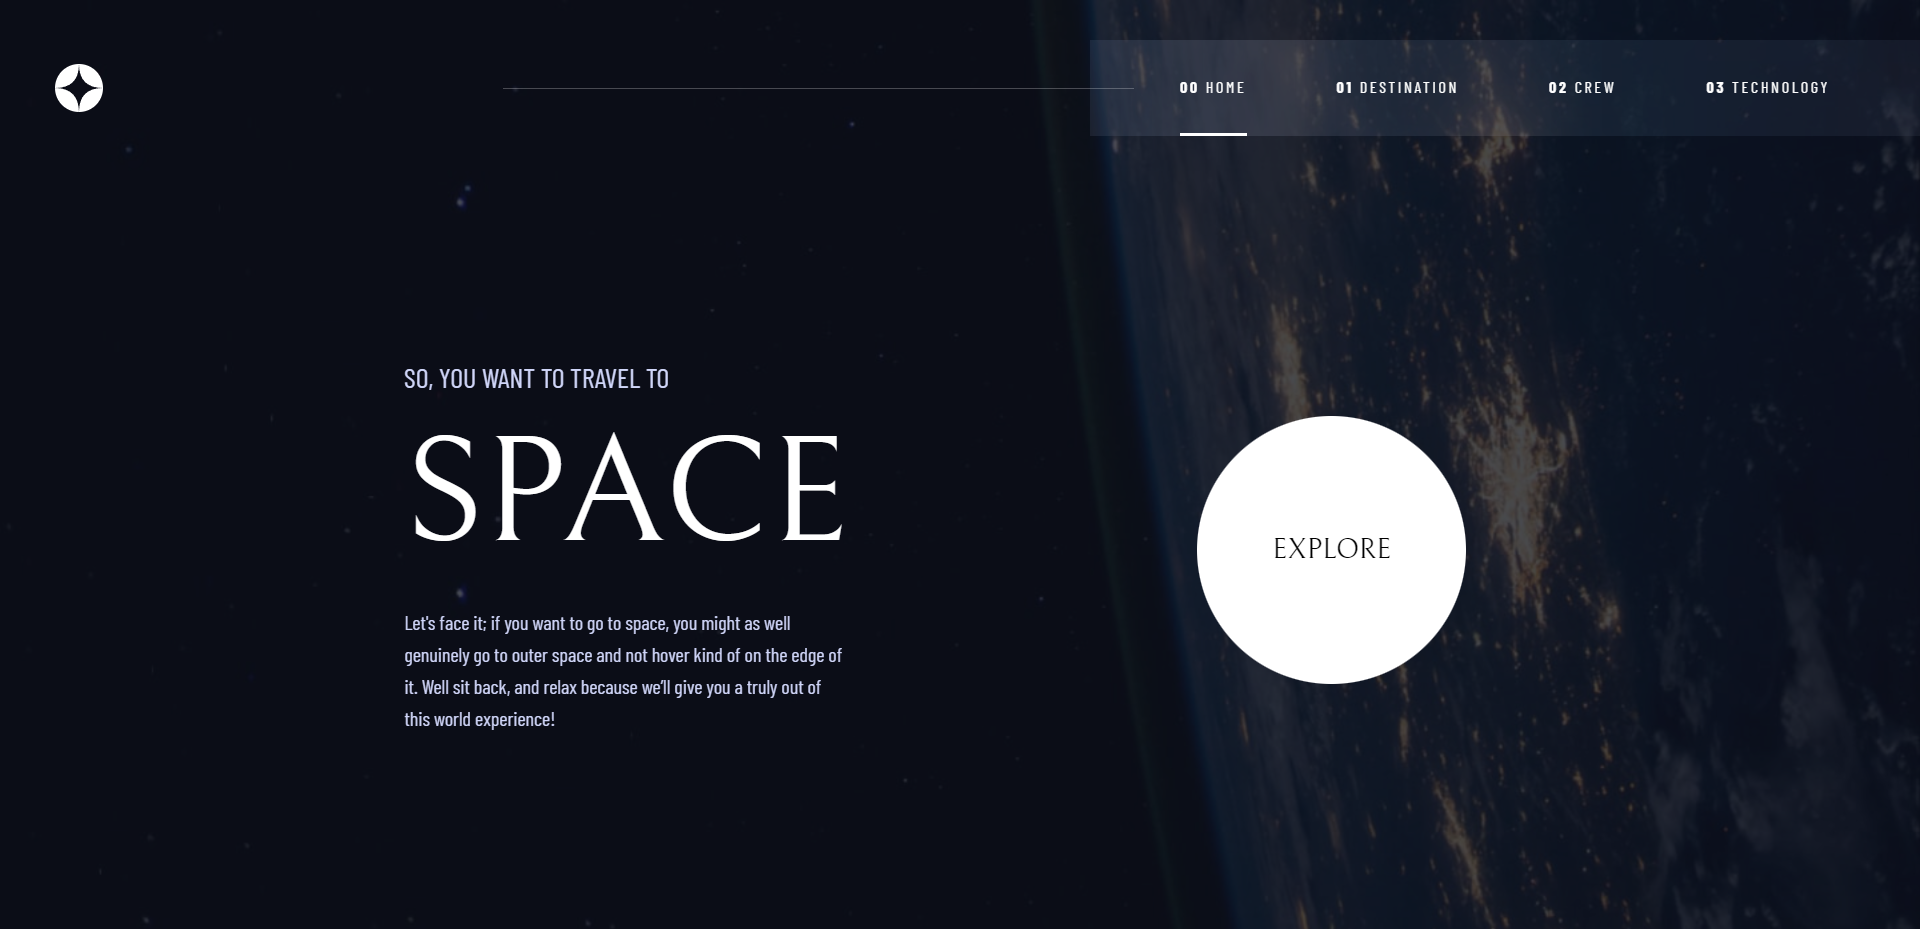 00 HOME 01 DESTINATION 02 CREW 03 TECHNOLOGY
SO, YOU WANT TO TRAVEL TO
SPACE
Let's face it; if you want to go to space, you might as well
genuinely go to outer space and not hover kind of on the edge of
it. Well sit back, and relax because we’ll give you a truly out of
this world experience!
EXPLORE